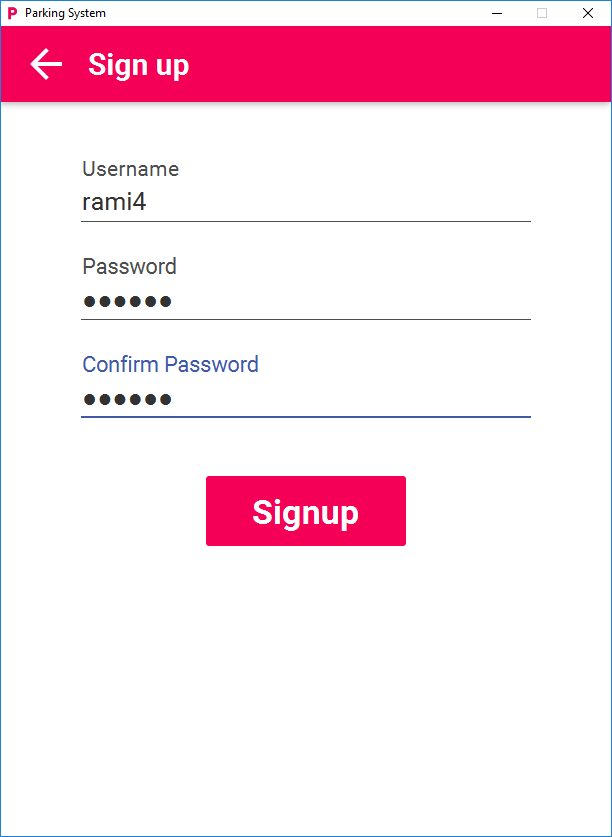 P Parking System
Sign up
Username
rami4
Password
●●●●●●
Confirm Password
●●●●●●
Signup